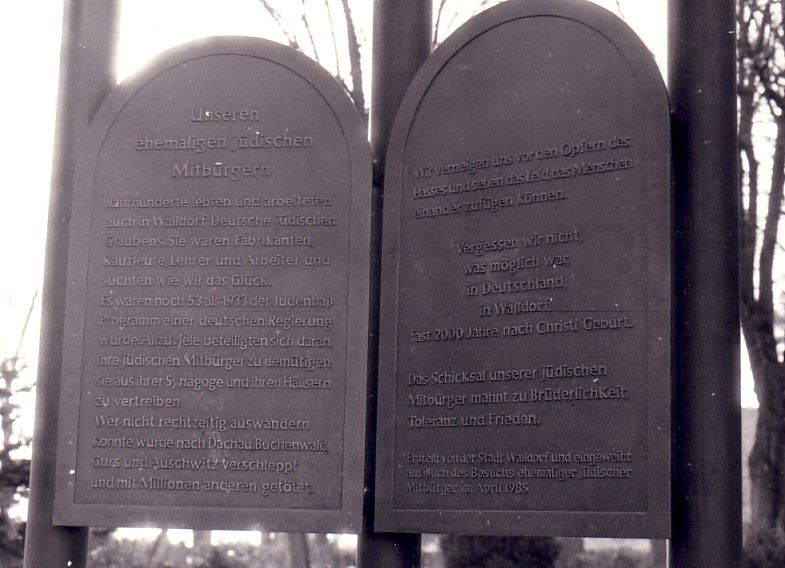 Unseren
ehemaligen jüdischen
Mitbürgern
Jahrhunderte lebten und arbeiteten
auch in Walldorf Deutsche jüdischen
Glaubens. Sie waren Fabrikanten,
Kaufleute Lehrer und Arbeiter und
suchten wie wir das Glück.
Es waren noch 53 als 1933 der Judenhaß
Programm einer deutschen Regierung
wurde. Allzuviele beteiligten sich daran
ihre jüdischen Mitbürger zu demütigen
sie aus ihrer Synagoge und ihren Häusern
zu vertreiben.
Wer nicht rechtzeitig auswandern
konnte wurde nach Dachau Buchenwald,
Gurs und Auschwitz verschleppt
und mit Millionen anderen getötet.
Wir verneigen uns vor den Opfern des
Hasses und sehen das Leid, das Menschen
einander zufügen können.
Vergessen wir nicht,
was möglich war,
in Deutschland
in Walldorf,
fast 2000 Jahre nach Christi Geburt.
Das Schicksal unserer jüdischen
Mitbürger mahnt zu Brüderlichkeit,
Toleranz und Frieden.
Erstellt von der Stadt Walldorf und eingeweiht
anläßlich des Besuchs ehemaliger jüdischer
Mitbürger im April 1985